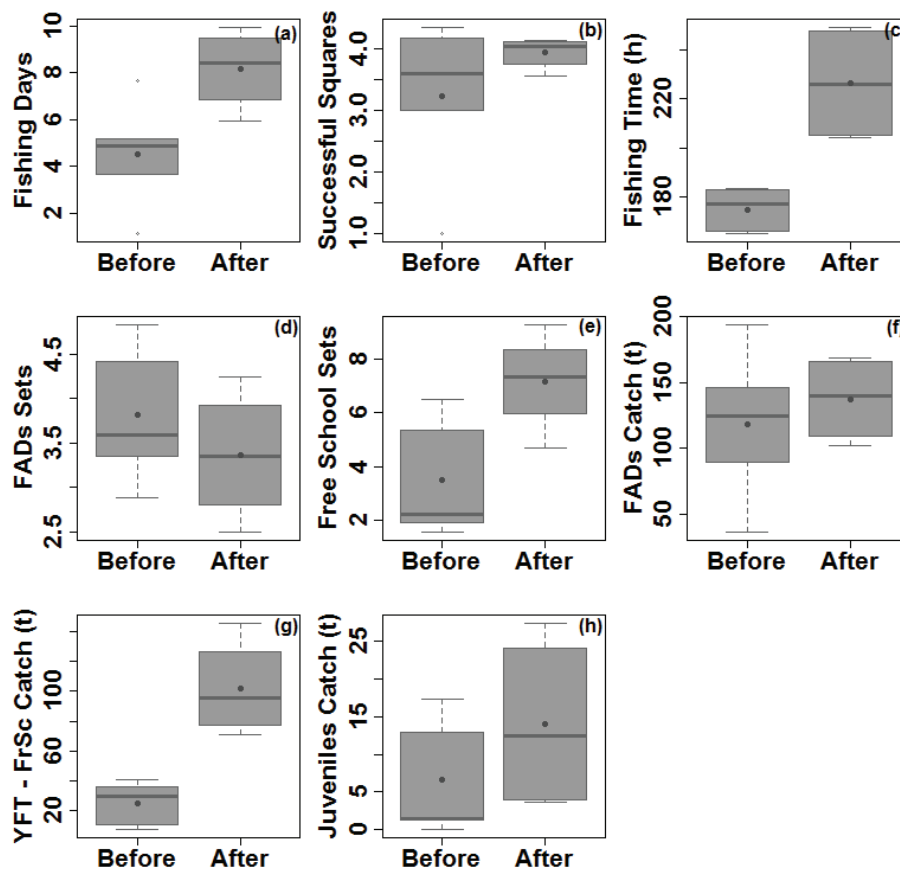 (a)
Fishing Days
10
8
6
4
2
Before After
(b)
Successful Squares
4.0
3.0
2.0
1.0
Before After
(c)
Fishing Time (h)
220
180
Before After
(d)
FADs Sets
4.5
3.5
2.5
Before After
(e)
Free School Sets
8
6
4
2
Before After
(f)
FADs Catch (t)
200
150
100
50
Before After
(g)
YFT - FrSc Catch (t)
100
60
20
Before After
(h)
Juveniles Catch (t)
25
15
5
0
Before After